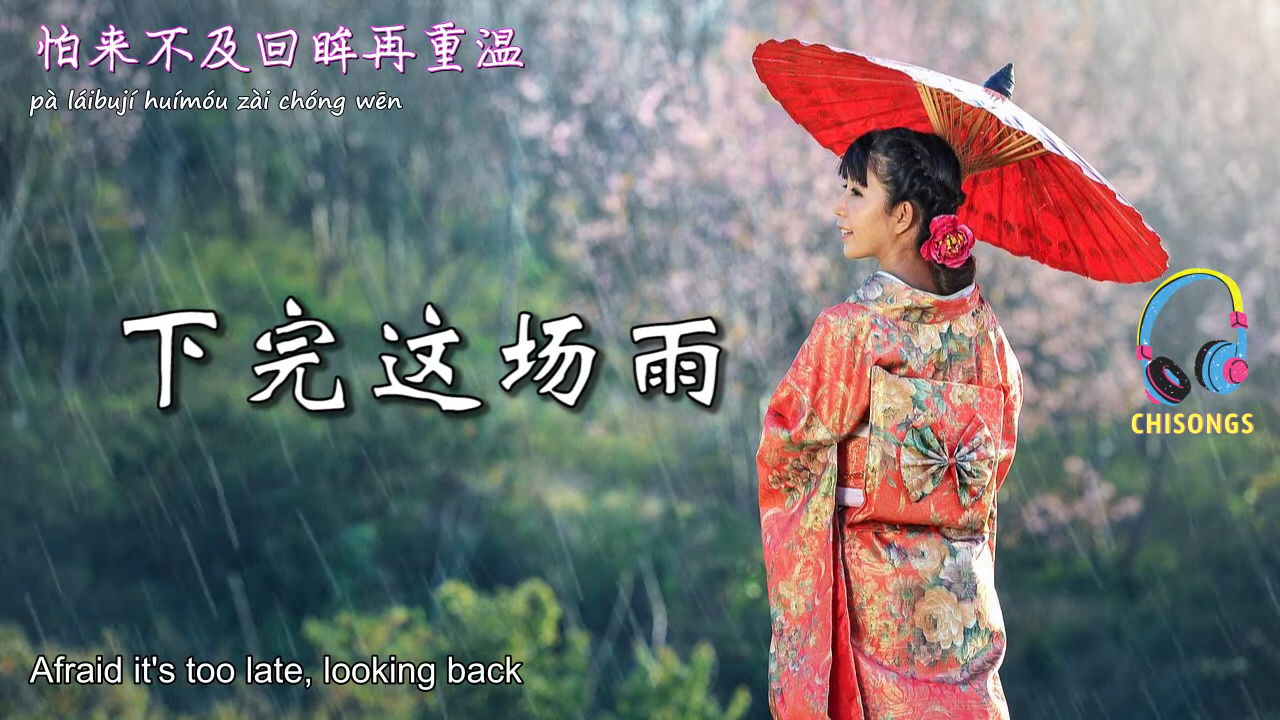 怕来不及回眸再重温
pà láibují huímóu zài chóng wēn
下完这场雨
CHISONGS
Afraid it's too late, looking back